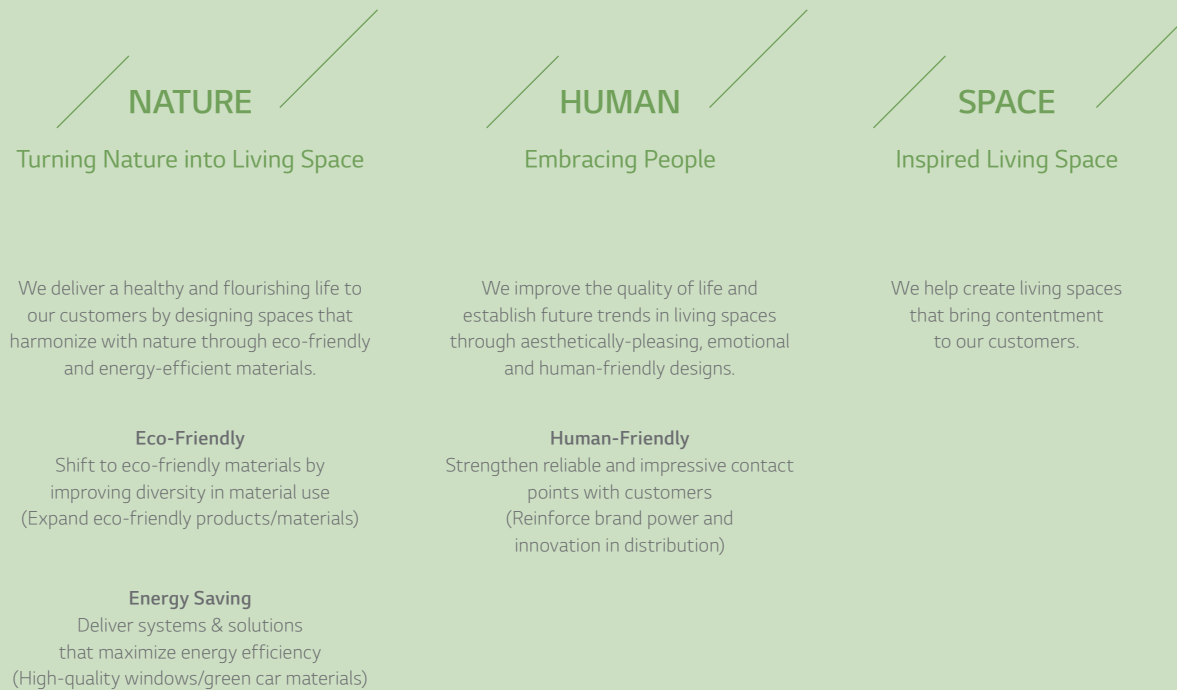 NATURE
Turning Nature into Living Space
We deliver a healthy and flourishing life to
our customers by designing spaces that
harmonize with nature through eco-friendly
and energy-efficient materials.
Eco-Friendly
Shift to eco-friendly materials by
improving diversity in material use
(Expand eco-friendly products/materials)
Energy Saving
Deliver systems & solutions
that maximize energy efficiency
(High-quality windows/green car materials)
HUMAN
Embracing People
We improve the quality of life and
establish future trends in living spaces
through aesthetically-pleasing, emotional
and human-friendly designs.
Human-Friendly
Strengthen reliable and impressive contact
points with customers
(Reinforce brand power and
innovation in distribution)
SPACE
Inspired Living Space
We help create living spaces
that bring contentment
to our customers.